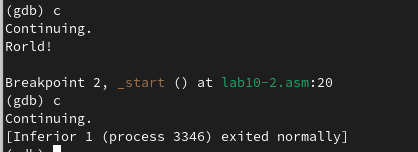 (gdb) c
Continuing.
Rorld!
Breakpoint 2, _start () at lab10-2.asm:20
(gdb) c
Continuing.
[Inferior 1 (process 3346) exited normally]
(gdb)